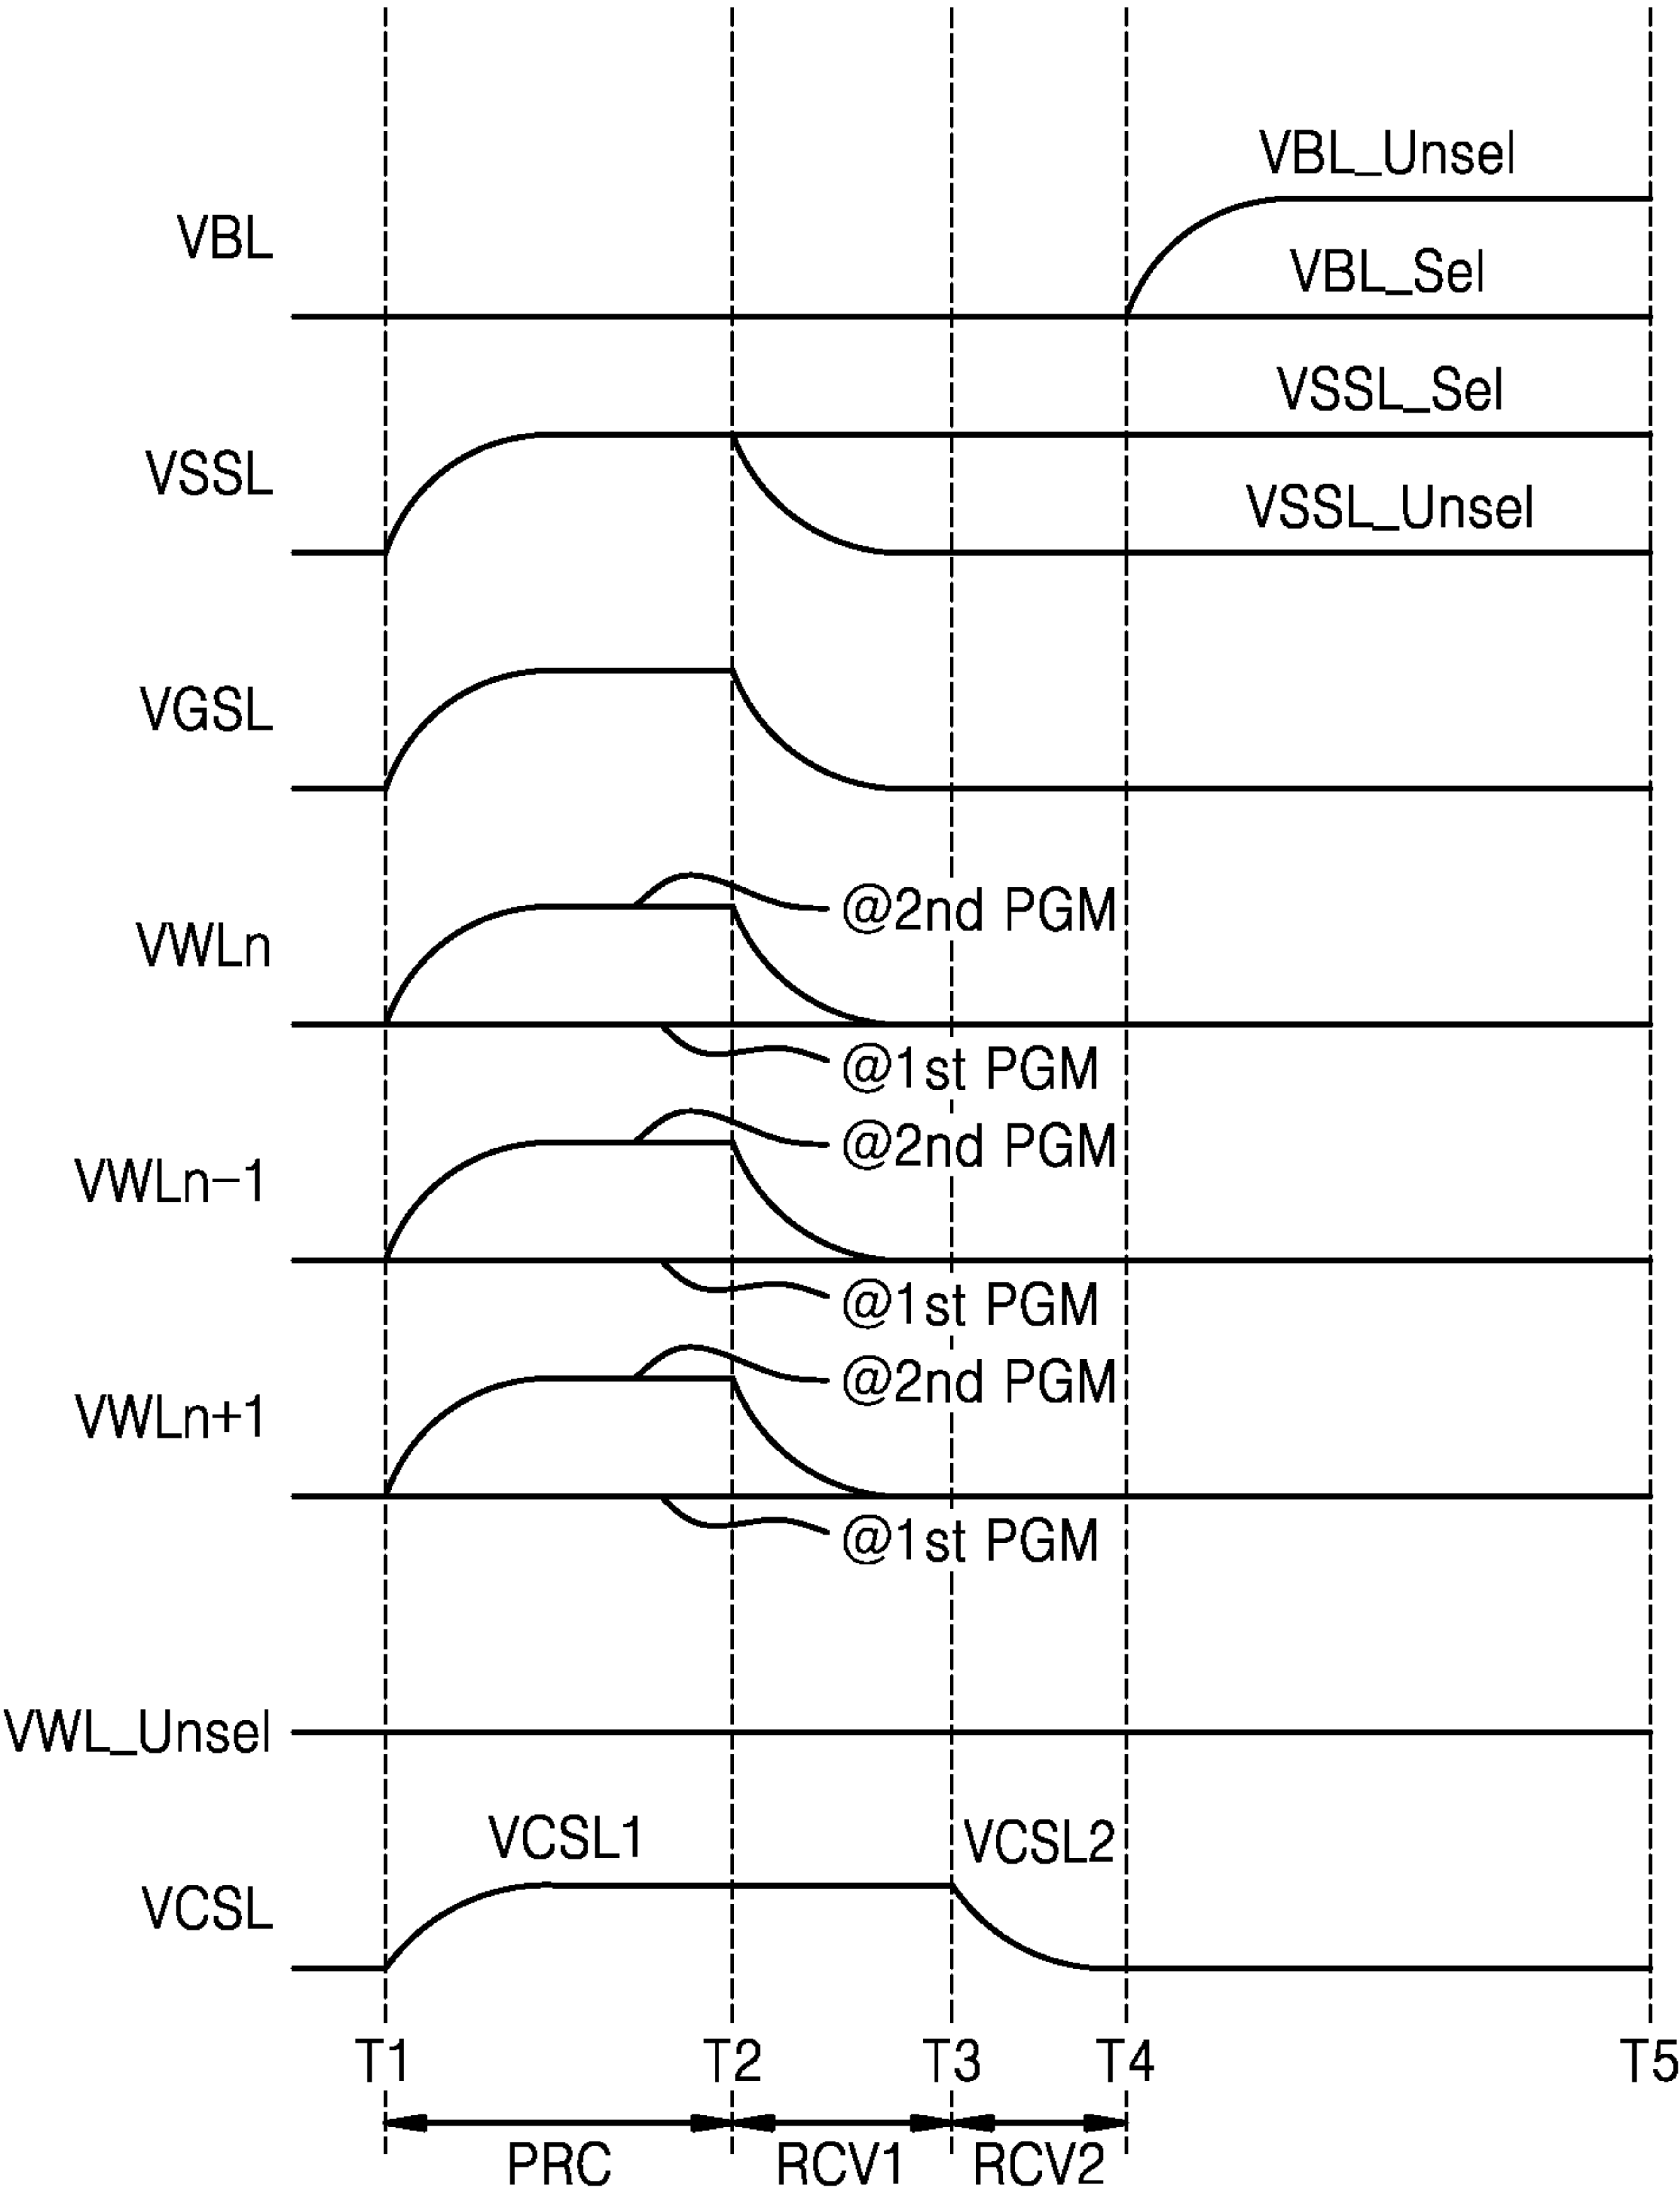 VBL_Unsel
VBL
VBL_Sel
VSSL_Sel
VSSL
VSSL_Unsel
VGSL
@2nd PGM
VWLn
@1st PGM
@2nd PGM
VWLn-1
@1st PGM
@2nd PGM
VWLn+1
@1st PGM
VWL_Unsel
VCSL1
VCSL2
VCSL
T1 T2 T3 T4 T5
PRC RCV1 RCV2